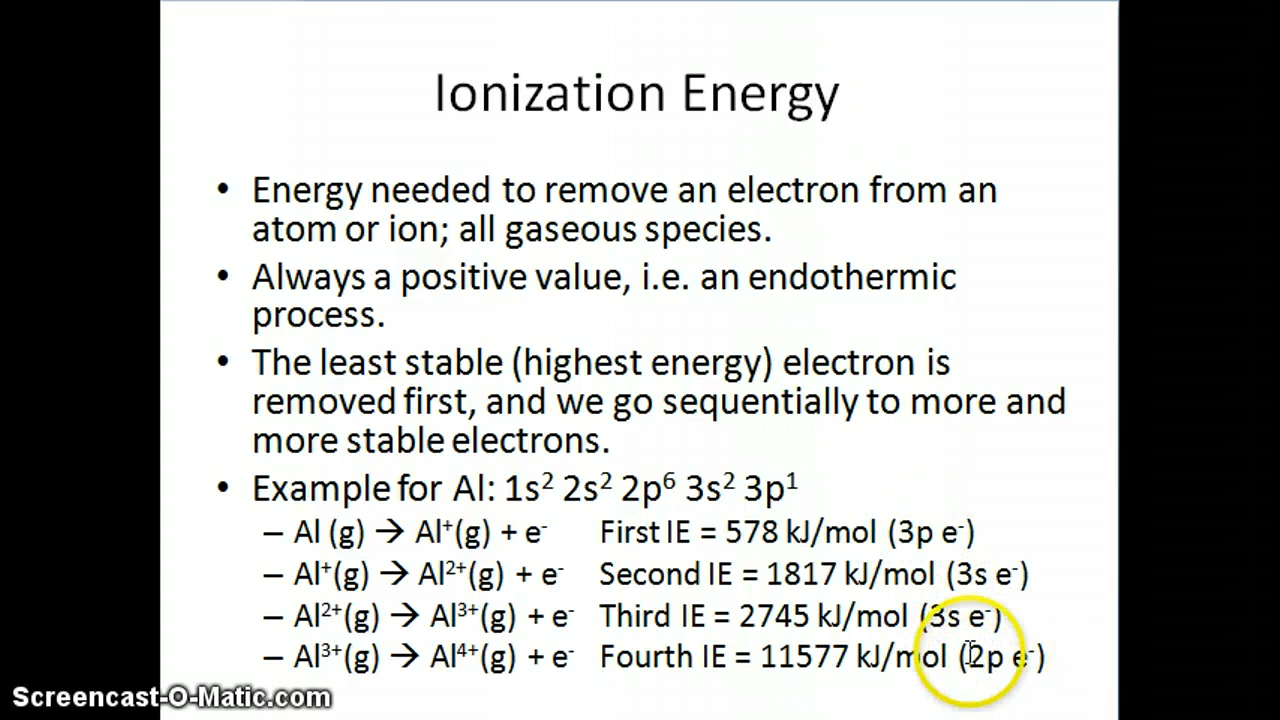 Ionization Energy
• Energy needed to remove an electron from an
atom or ion; all gaseous species.
• Always a positive value, i.e. an endothermic
process.
• The least stable (highest energy) electron is
removed first, and we go sequentially to more and
more stable electrons.
• Example for Al: 1s² 2s² 2p⁶ 3s² 3p¹
– Al (g) → Al⁺(g) + e⁻ First IE = 578 kJ/mol (3p e⁻)
– Al⁺(g) → Al²⁺(g) + e⁻ Second IE = 1817 kJ/mol (3s e⁻)
– Al²⁺(g) → Al³⁺(g) + e⁻ Third IE = 2745 kJ/mol (3s e⁻)
– Al³⁺(g) → Al⁴⁺(g) + e⁻ Fourth IE = 11577 kJ/mol (2p e⁻)
Screencast-O-Matic.com